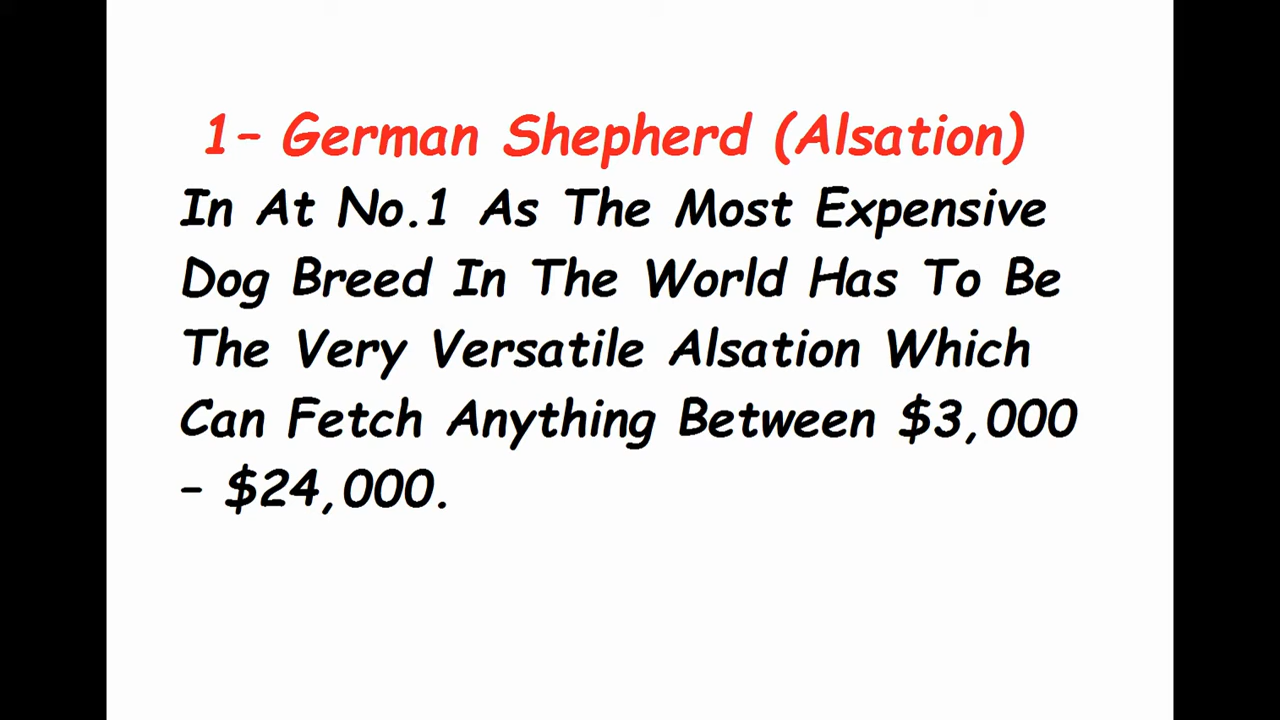 1– German Shepherd (Alsation)
In At No.1 As The Most Expensive
Dog Breed In The World Has To Be
The Very Versatile Alsation Which
Can Fetch Anything Between $3,000
– $24,000.